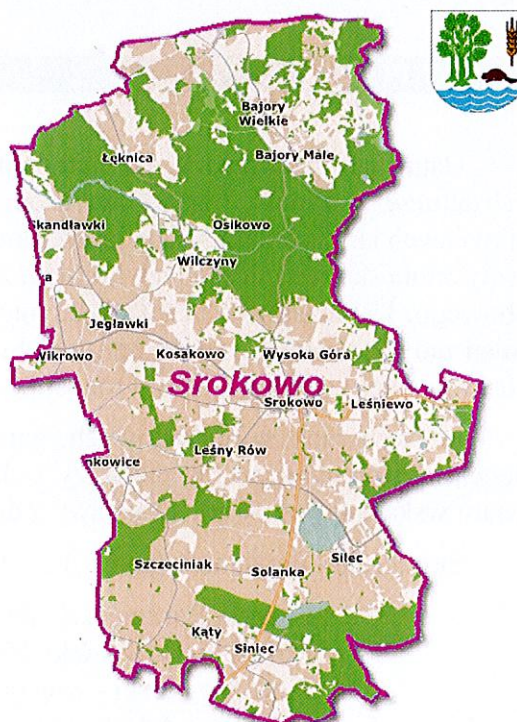 Bajory
Wielkie
Łęknica
Bajory Małe
Skandławki
Osikowo
Wilczyny
Jegławki
Wikrowo
Kosakowo
Wysoka Góra
Srokowo
Srokowo
Leśniewo
Leśny Rów
nkowice
Szczeciniak
Solanka
Silec
Kąty
Siniec